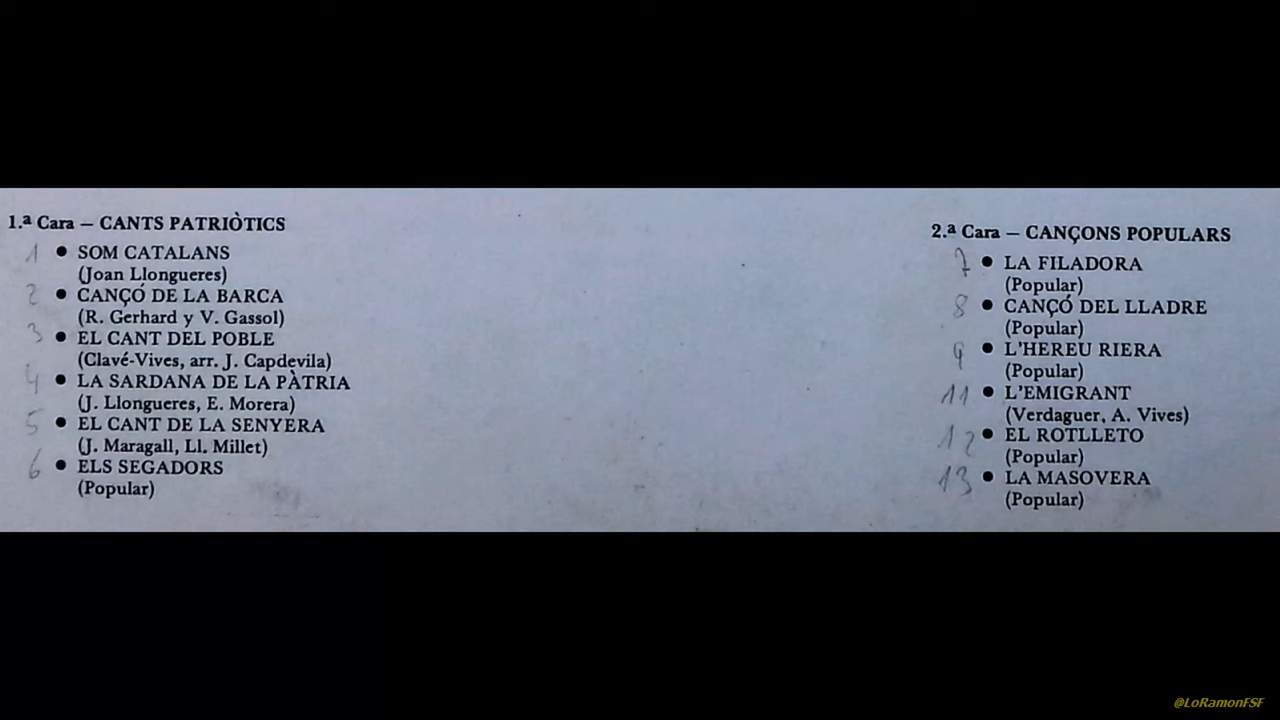 1.ª Cara – CANTS PATRIÒTICS
1 ● SOM CATALANS
(Joan Llongueres)
2 ● CANÇÓ DE LA BARCA
(R. Gerhard y V. Gassol)
3 ● EL CANT DEL POBLE
(Clavé-Vives, arr. J. Capdevila)
4 ● LA SARDANA DE LA PÀTRIA
(J. Llongueres, E. Morera)
5 ● EL CANT DE LA SENYERA
(J. Maragall, Ll. Millet)
6 ● ELS SEGADORS
(Popular)
2.ª Cara – CANÇONS POPULARS
7 ● LA FILADORA
(Popular)
8 ● CANÇÓ DEL LLADRE
(Popular)
9 ● L'HEREU RIERA
(Popular)
11 ● L'EMIGRANT
(Verdaguer, A. Vives)
12 ● EL ROTLLETO
(Popular)
13 ● LA MASOVERA
(Popular)
@LoRamonFSF